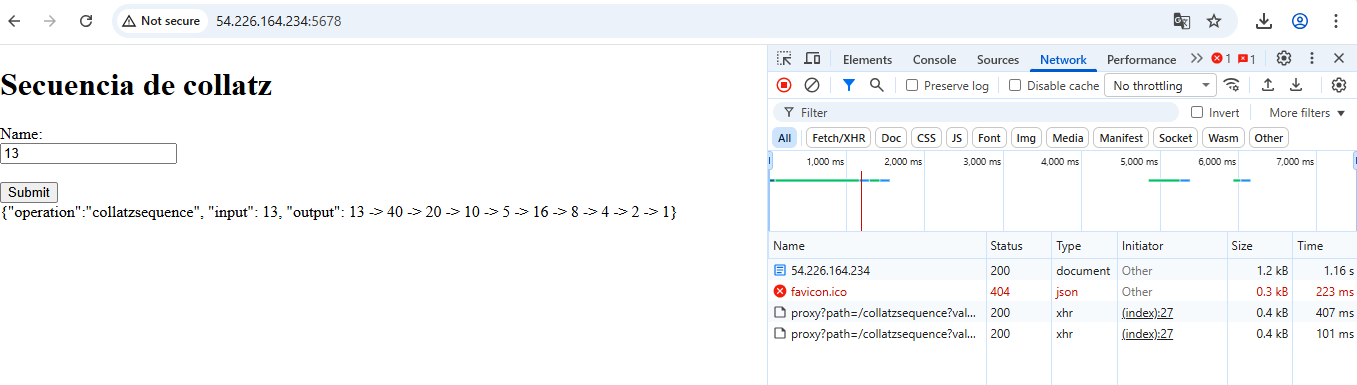 Not secure 54.226.164.234:5678
Secuencia de collatz
Name:
13
Submit
{"operation":"collatzsequence", "input": 13, "output": 13 -> 40 -> 20 -> 10 -> 5 -> 16 -> 8 -> 4 -> 2 -> 1}
Elements Console Sources Network Performance 1 1
Preserve log Disable cache No throttling
Filter Invert More filters
All Fetch/XHR Doc CSS JS Font Img Media Manifest Socket Wasm Other
1,000 ms 2,000 ms 3,000 ms 4,000 ms 5,000 ms 6,000 ms 7,000 ms
Name Status Type Initiator Size Time
54.226.164.234 200 document Other 1.2 kB 1.16 s
favicon.ico 404 json Other 0.3 kB 223 ms
proxy?path=/collatzsequence?val... 200 xhr (index):27 0.4 kB 407 ms
proxy?path=/collatzsequence?val... 200 xhr (index):27 0.4 kB 101 ms